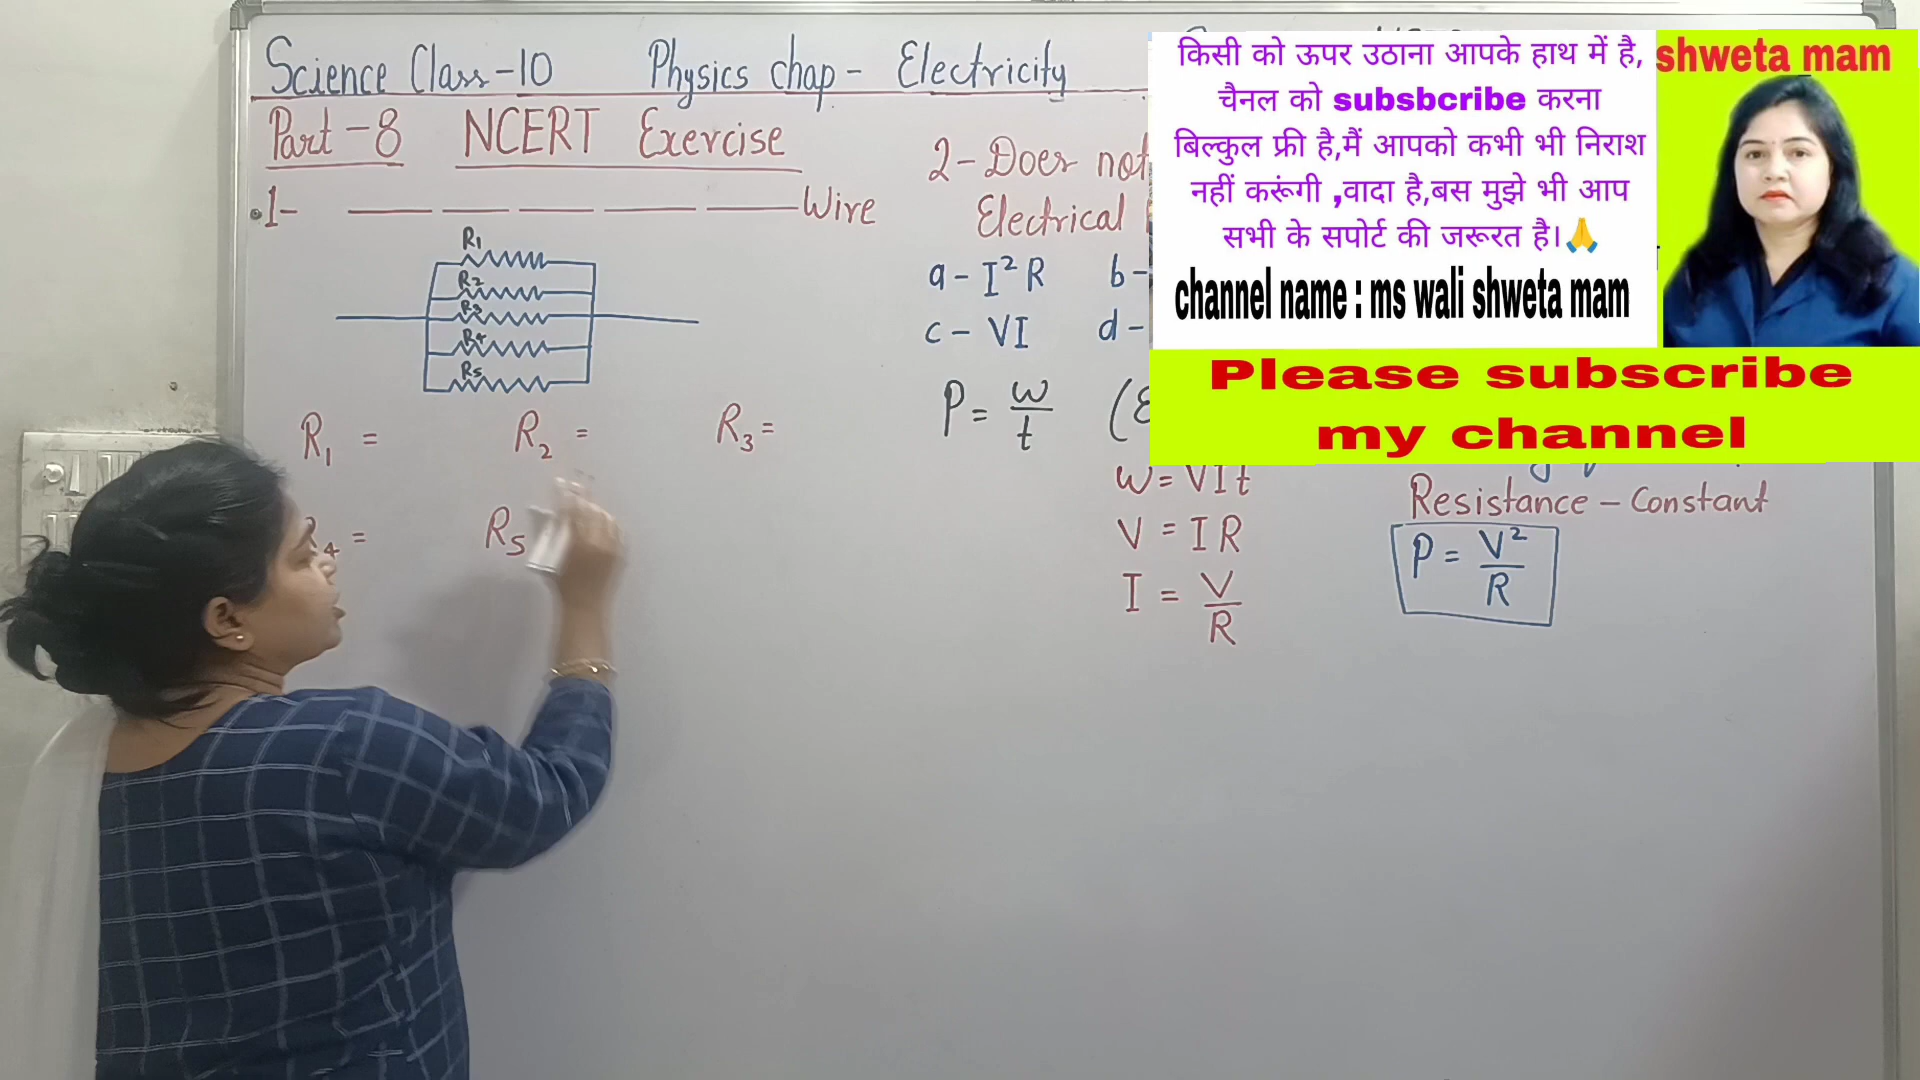 Science Class-10 Physics chap- Electricity
Part-8 NCERT Exercise
1- Wire
R1
R2
R3
R4
R5
R1 = R2 = R3 =
R4 = R5
2- Does not
Electrical
a - I² R b -
c - VI d -
P = w/t (
w = VIt
V = IR
I = V/R
Resistance - Constant
P = V²/R
किसी को ऊपर उठाना आपके हाथ में है,
चैनल को subsbcribe करना
बिल्कुल फ्री है,मैं आपको कभी भी निराश
नहीं करूंगी ,वादा है,बस मुझे भी आप
सभी के सपोर्ट की जरूरत है।🙏
channel name : ms wali shweta mam
shweta mam
Please subscribe
my channel